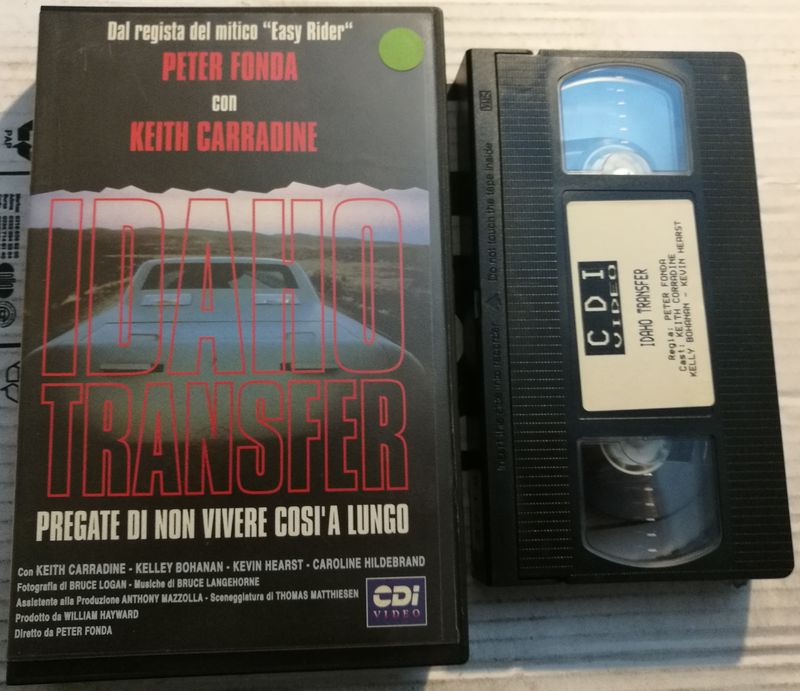 Dal regista del mitico "Easy Rider"
PETER FONDA
con
KEITH CARRADINE
IDAHO
TRANSFER
PREGATE DI NON VIVERE COSI' A LUNGO
Con KEITH CARRADINE - KELLEY BOHANAN - KEVIN HEARST - CAROLINE HILDEBRAND
Fotografia di BRUCE LOGAN - Musiche di BRUCE LANGEHORNE
Assistente alla Produzione ANTHONY MAZZOLLA - Sceneggiatura di THOMAS MATTHIESEN
Prodotto da WILLIAM HAYWARD
Diretto da PETER FONDA
CDi
VIDEO
VHS
Do not touch the tape inside
CDI
VIDEO
IDAHO TRANSFER
Regia: PETER FONDA
Cast: KEITH CORRADINE
KELLY BOHANAN - KEVIN HEARST
PAP